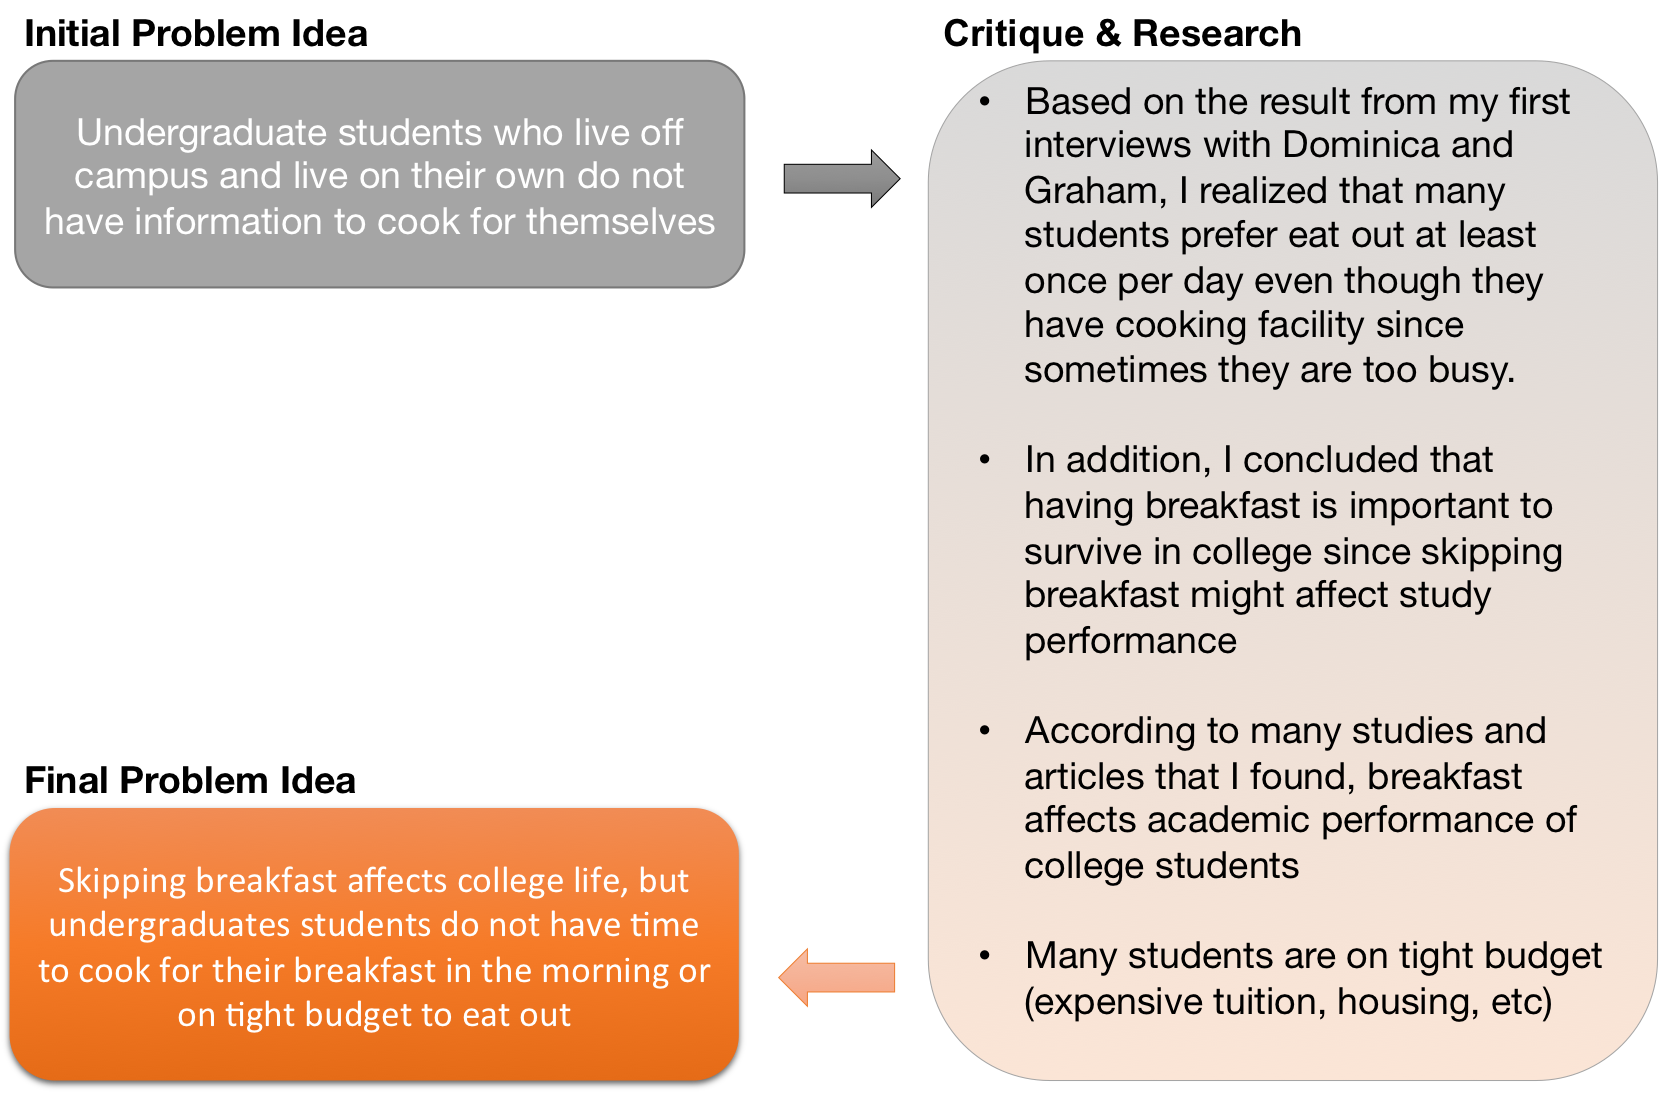 Initial Problem Idea
Undergraduate students who live off
campus and live on their own do not
have information to cook for themselves
Critique & Research
• Based on the result from my first
interviews with Dominica and
Graham, I realized that many
students prefer eat out at least
once per day even though they
have cooking facility since
sometimes they are too busy.
• In addition, I concluded that
having breakfast is important to
survive in college since skipping
breakfast might affect study
performance
• According to many studies and
articles that I found, breakfast
affects academic performance of
college students
• Many students are on tight budget
(expensive tuition, housing, etc)
Final Problem Idea
Skipping breakfast affects college life, but
undergraduates students do not have time
to cook for their breakfast in the morning or
on tight budget to eat out